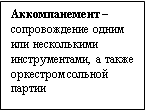 Аккомпанемент –
сопровождение одним
или несколькими
инструментами, а также
оркестром сольной
партии